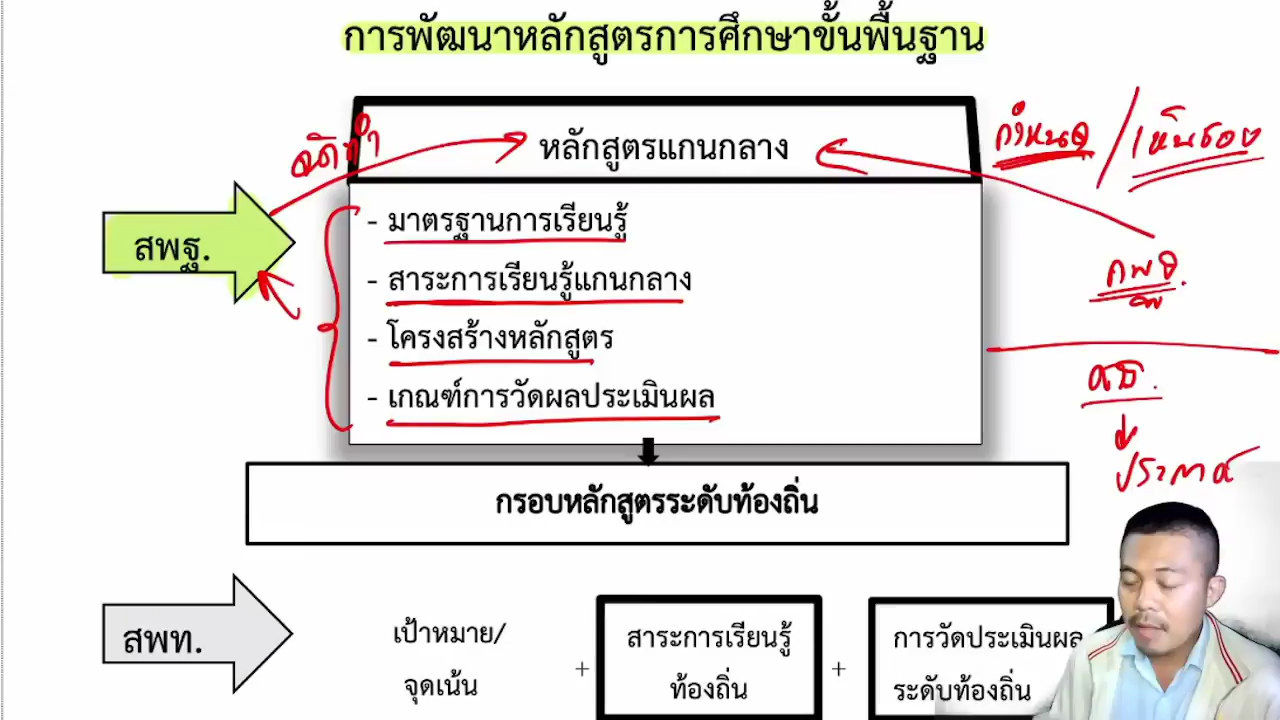 การพัฒนาหลักสูตรการศึกษาขั้นพื้นฐาน
จัดทำ
หลักสูตรแกนกลาง
กำหนด / เห็นชอบ
สพฐ.
- มาตรฐานการเรียนรู้
- สาระการเรียนรู้แกนกลาง
- โครงสร้างหลักสูตร
- เกณฑ์การวัดผลประเมินผล
กพฐ.
ศธ.
ประกาศ
กรอบหลักสูตรระดับท้องถิ่น
สพท.
เป้าหมาย/
จุดเน้น
+
สาระการเรียนรู้
ท้องถิ่น
+
การวัดประเมินผล
ระดับท้องถิ่น